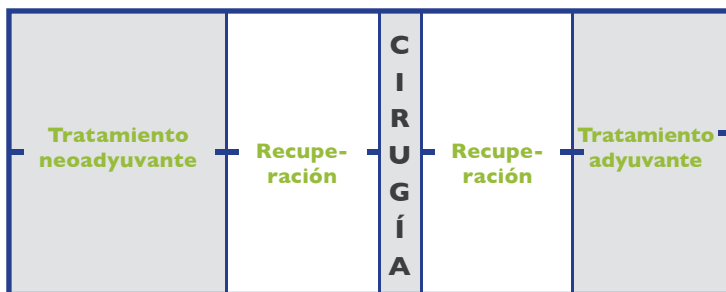 Tratamiento
neoadyuvante
Recupe-
ración
C
I
R
U
G
Í
A
Recupe-
ración
Tratamiento
adyuvante